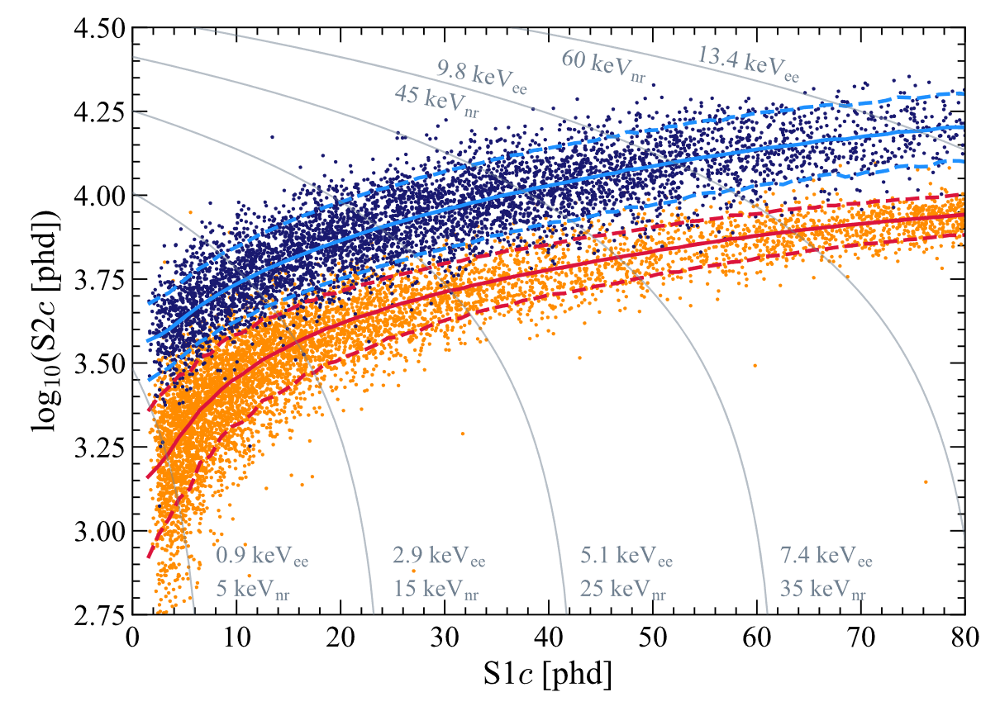 4.50
4.25
4.00
3.75
3.50
3.25
3.00
2.75
log10(S2c [phd])
9.8 keVee
45 keVnr
60 keVnr
13.4 keVee
0.9 keVee
5 keVnr
2.9 keVee
15 keVnr
5.1 keVee
25 keVnr
7.4 keVee
35 keVnr
0 10 20 30 40 50 60 70 80
S1c [phd]